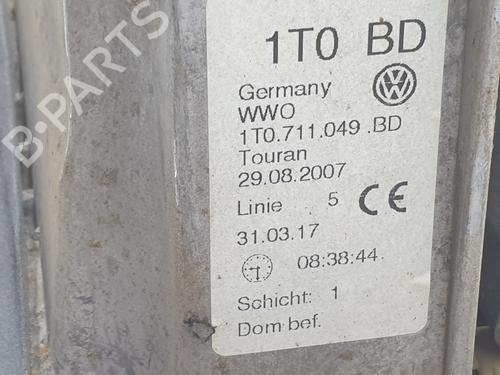 B-PARTS
1T0 BD
Germany
WWO
1T0.711.049 .BD
Touran
29.08.2007
Linie 5 CE
31.03.17
08:38:44.
Schicht: 1
Dom bef.